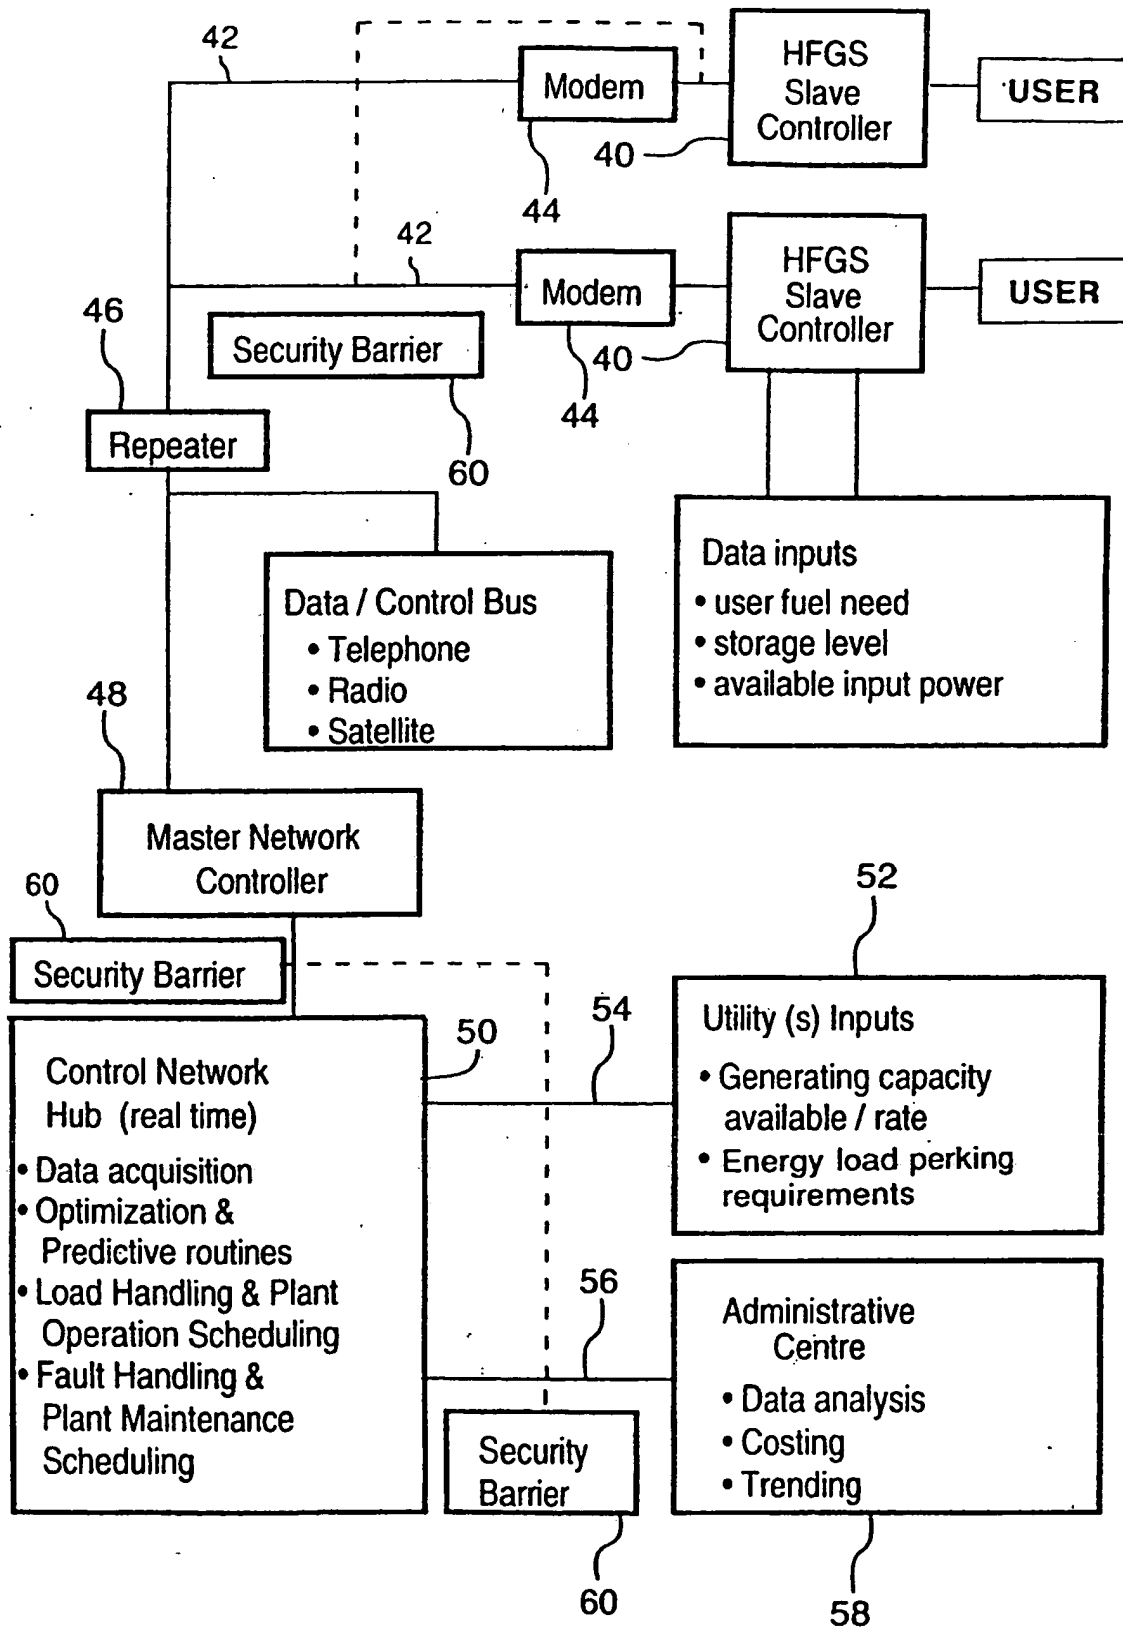 42
Modem
44
HFGS
Slave
Controller
40
USER
42
Modem
44
HFGS
Slave
Controller
40
USER
46
Security Barrier
60
Repeater
Data / Control Bus
• Telephone
• Radio
• Satellite
Data inputs
• user fuel need
• storage level
• available input power
48
Master Network
Controller
60
Security Barrier
50
Control Network
Hub (real time)
• Data acquisition
• Optimization &
Predictive routines
• Load Handling & Plant
Operation Scheduling
• Fault Handling &
Plant Maintenance
Scheduling
54
52
Utility (s) Inputs
• Generating capacity
available / rate
• Energy load perking
requirements
56
Administrative
Centre
• Data analysis
• Costing
• Trending
58
Security
Barrier
60